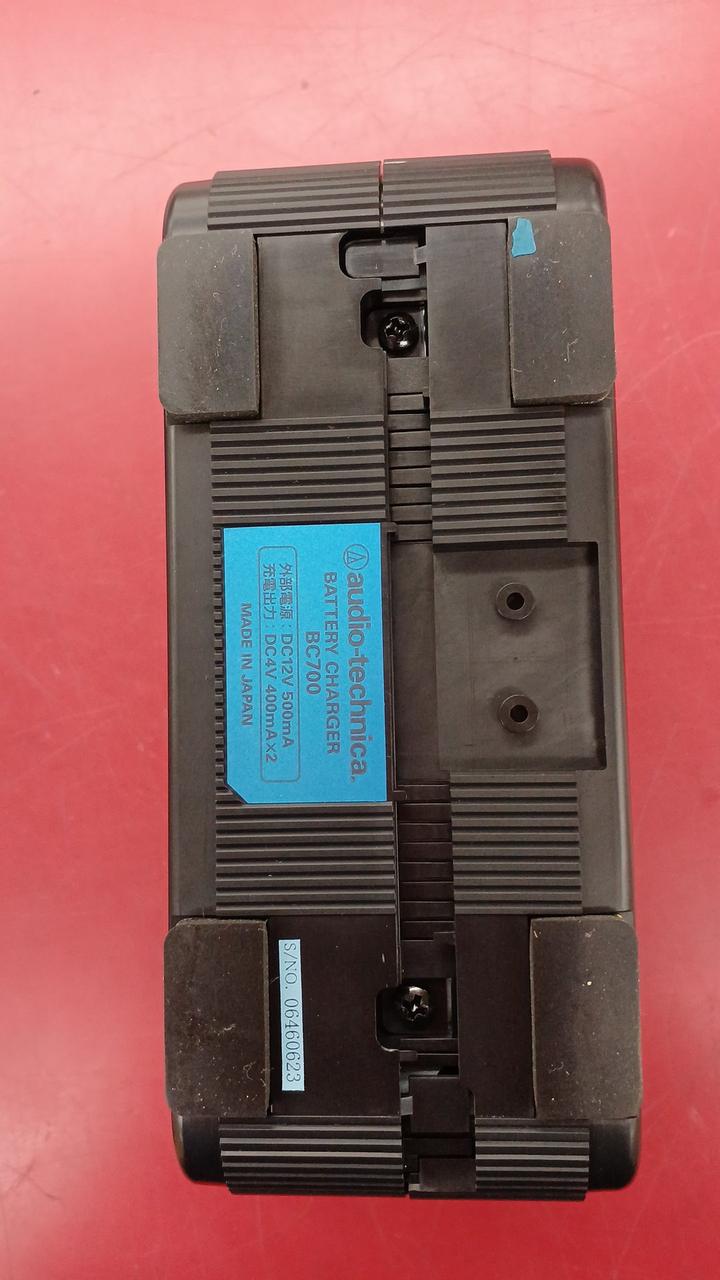 audio-technica.
BATTERY CHARGER
BC700
外部電源：DC12V 500mA
充電出力：DC4V 400mA×2
MADE IN JAPAN
S/NO. 06460623